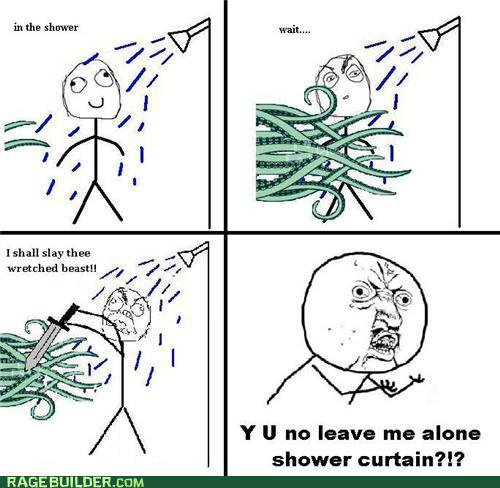 in the shower
wait....
I shall slay thee
wretched beast!!
Y U no leave me alone
shower curtain?!?
RAGEBUILDER.COM